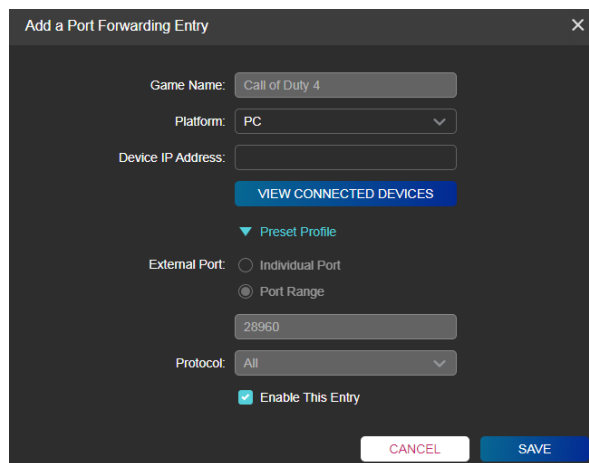 Add a Port Forwarding Entry
Game Name: Call of Duty 4
Platform: PC
Device IP Address:
VIEW CONNECTED DEVICES
Preset Profile
External Port: Individual Port
Port Range
28960
Protocol: All
Enable This Entry
CANCEL SAVE